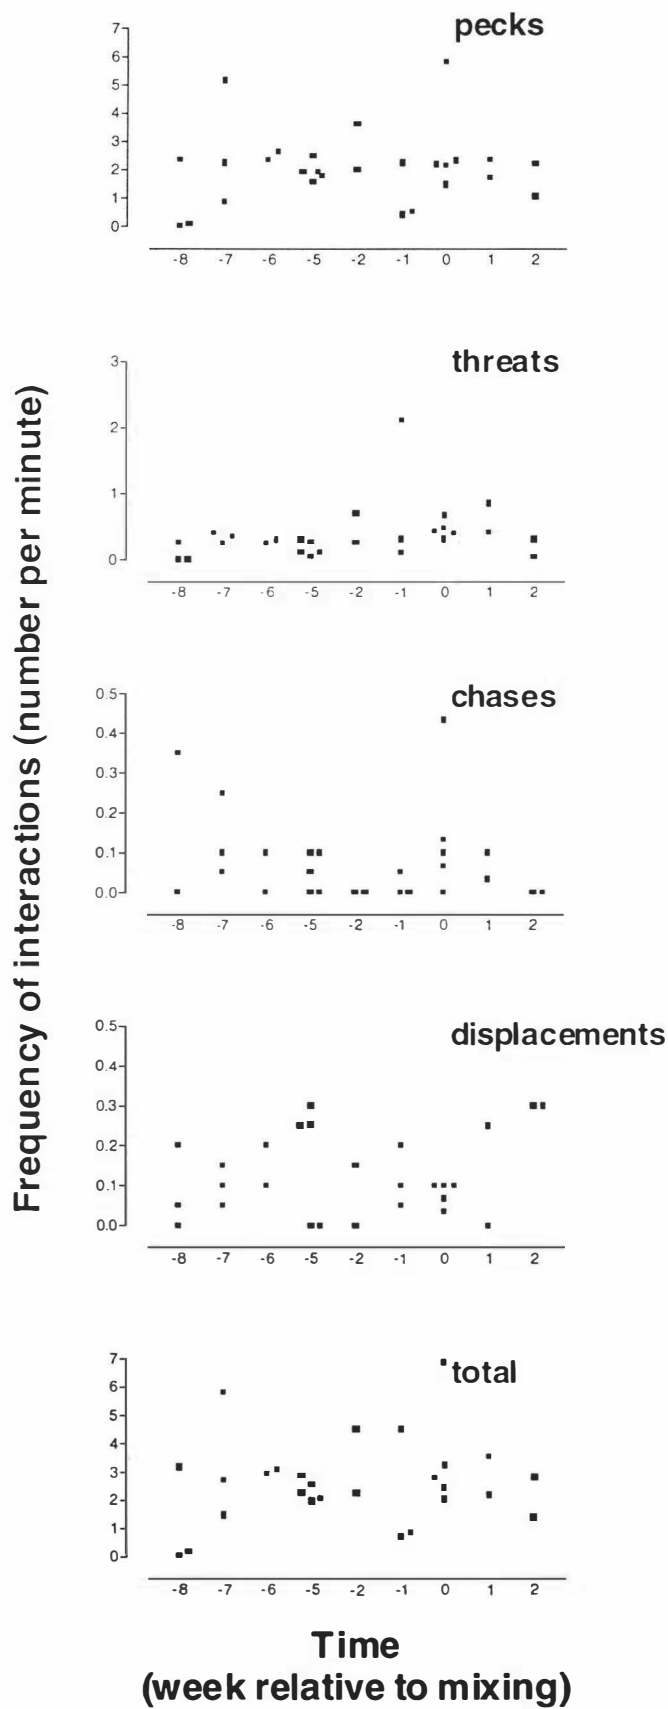 pecks
7
6
5
4
3
2
1
0
-8 -7 -6 -5 -2 -1 0 1 2
threats
3
2
1
0
-8 -7 -6 -5 -2 -1 0 1 2
chases
0.5
0.4
0.3
0.2
0.1
0.0
-8 -7 -6 -5 -2 -1 0 1 2
displacements
0.5
0.4
0.3
0.2
0.1
0.0
-8 -7 -6 -5 -2 -1 0 1 2
total
7
6
5
4
3
2
1
0
-8 -7 -6 -5 -2 -1 0 1 2
Frequency of interactions (number per minute)
Time
(week relative to mixing)